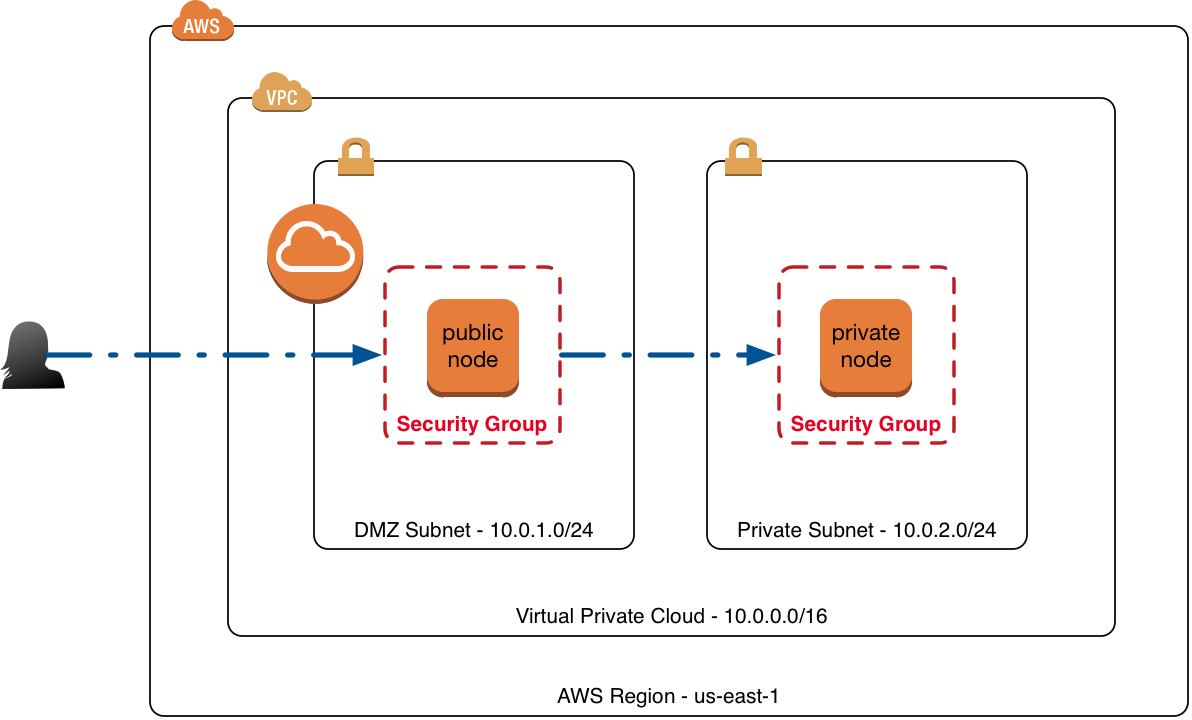 AWS
VPC
public
node
Security Group
private
node
Security Group
DMZ Subnet - 10.0.1.0/24
Private Subnet - 10.0.2.0/24
Virtual Private Cloud - 10.0.0.0/16
AWS Region - us-east-1